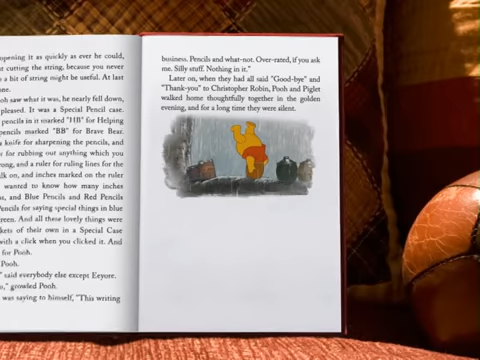 opening it as quickly as ever he could,
cutting the string, because you never
a bit of string might be useful. At last
one.
oh saw what it was, he nearly fell down,
pleased. It was a Special Pencil case.
pencils in it marked "HB" for Helping
pencils marked "BB" for Brave Bear.
a knife for sharpening the pencils, and
er for rubbing out anything which you
ong, and a ruler for ruling lines for the
lk on, and inches marked on the ruler
wanted to know how many inches
as, and Blue Pencils and Red Pencils
Pencils for saying special things in blue
reen. And all these lovely things were
kets of their own in a Special Case
with a click when you clicked it. And
for Pooh.
Pooh.
" said everybody else except Eeyore.
o," growled Pooh.
was saying to himself, "This writing
business. Pencils and what-not. Over-rated, if you ask
me. Silly stuff. Nothing in it."
Later on, when they had all said "Good-bye" and
"Thank-you" to Christopher Robin, Pooh and Piglet
walked home thoughtfully together in the golden
evening, and for a long time they were silent.